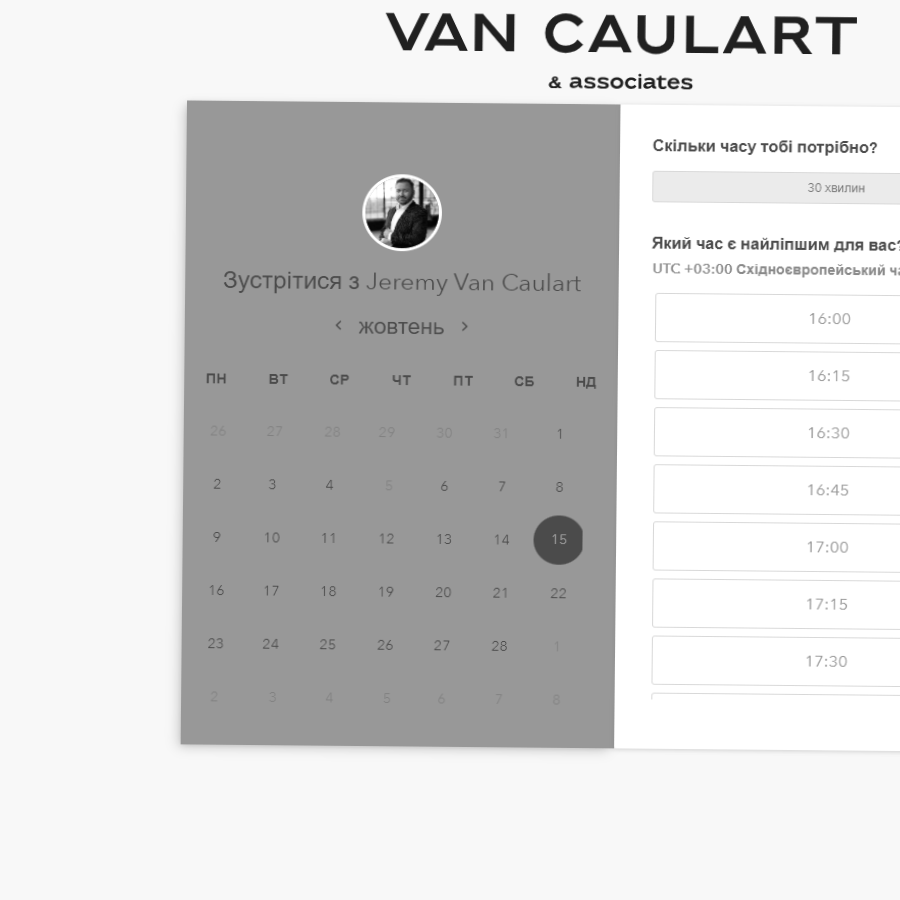 VAN CAULART
& associates
Зустрітися з Jeremy Van Caulart
‹ жовтень ›
ПН ВТ СР ЧТ ПТ СБ НД
26 27 28 29 30 31 1
2 3 4 5 6 7 8
9 10 11 12 13 14 15
16 17 18 19 20 21 22
23 24 25 26 27 28 1
2 3 4 5 6 7 8
Скільки часу тобі потрібно?
30 хвилин
Який час є найліпшим для вас?
UTC +03:00 Східноєвропейський
16:00
16:15
16:30
16:45
17:00
17:15
17:30